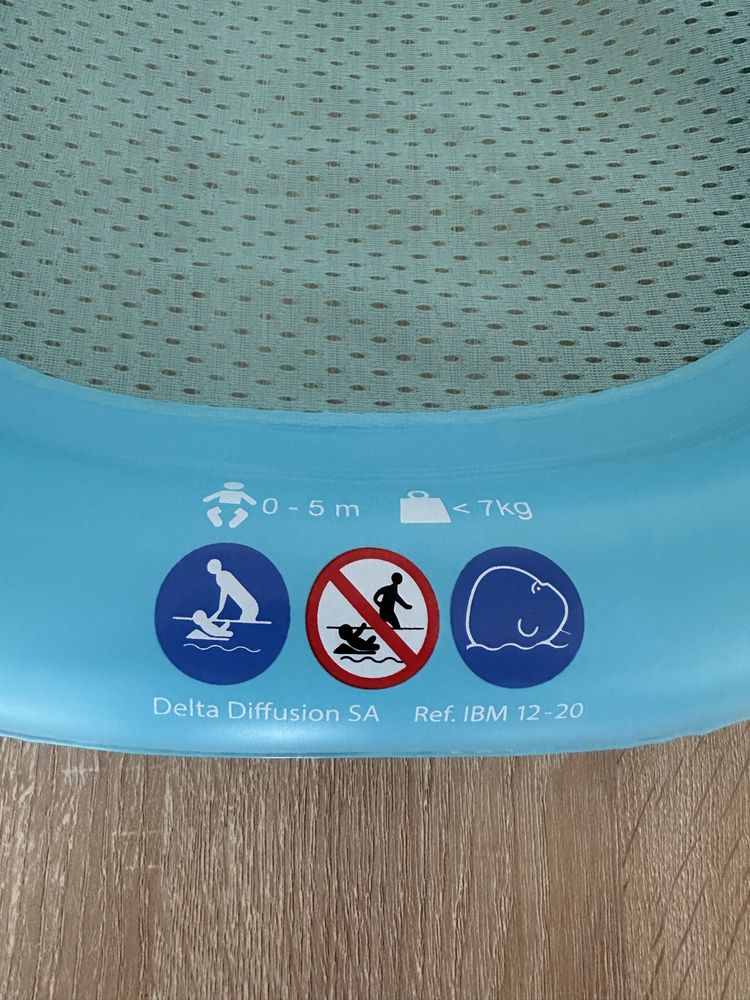 0 - 5 m < 7kg
Delta Diffusion SA Ref. IBM 12-20